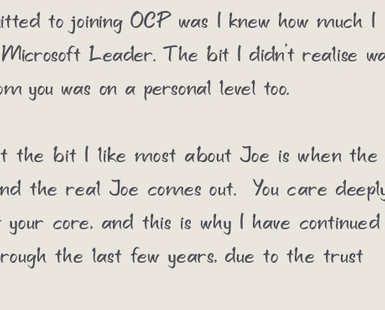 itted to joining OCP was I knew how much I
Microsoft Leader. The bit I didn't realise wa
om you was on a personal level too.
t the bit I like most about Joe is when the
nd the real Joe comes out. You care deeply
your core. and this is why I have continued
rough the last few years. due to the trust